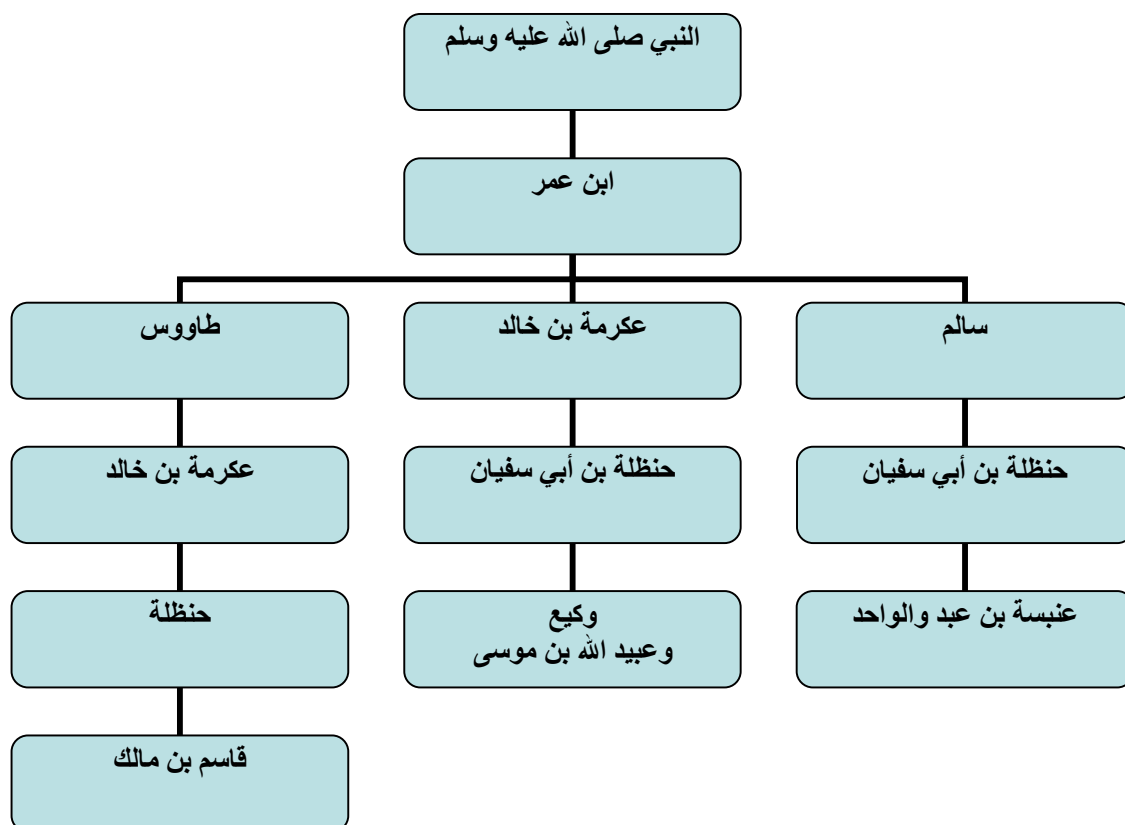 النبي صلى الله عليه وسلم
ابن عمر
سالم
عكرمة بن خالد
طاووس
حنظلة بن أبي سفيان
حنظلة بن أبي سفيان
عكرمة بن خالد
عنبسة بن عبد والواحد
وكيع
وعبيد الله بن موسى
حنظلة
قاسم بن مالك